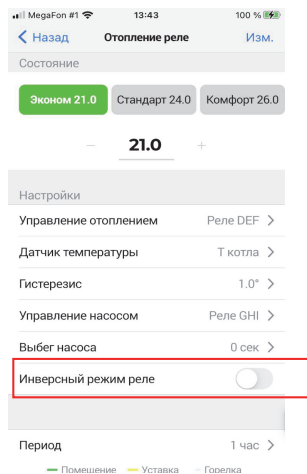 MegaFon #1 13:43 100 %
Назад Отопление реле Изм.
Состояние
Эконом 21.0 Стандарт 24.0 Комфорт 26.0
− 21.0 +
Настройки
Управление отоплением Реле DEF
Датчик температуры Т котла
Гистерезис 1.0°
Управление насосом Реле GHI
Выбег насоса 0 сек
Инверсный режим реле
Период 1 час
Помещение Уставка Горелка